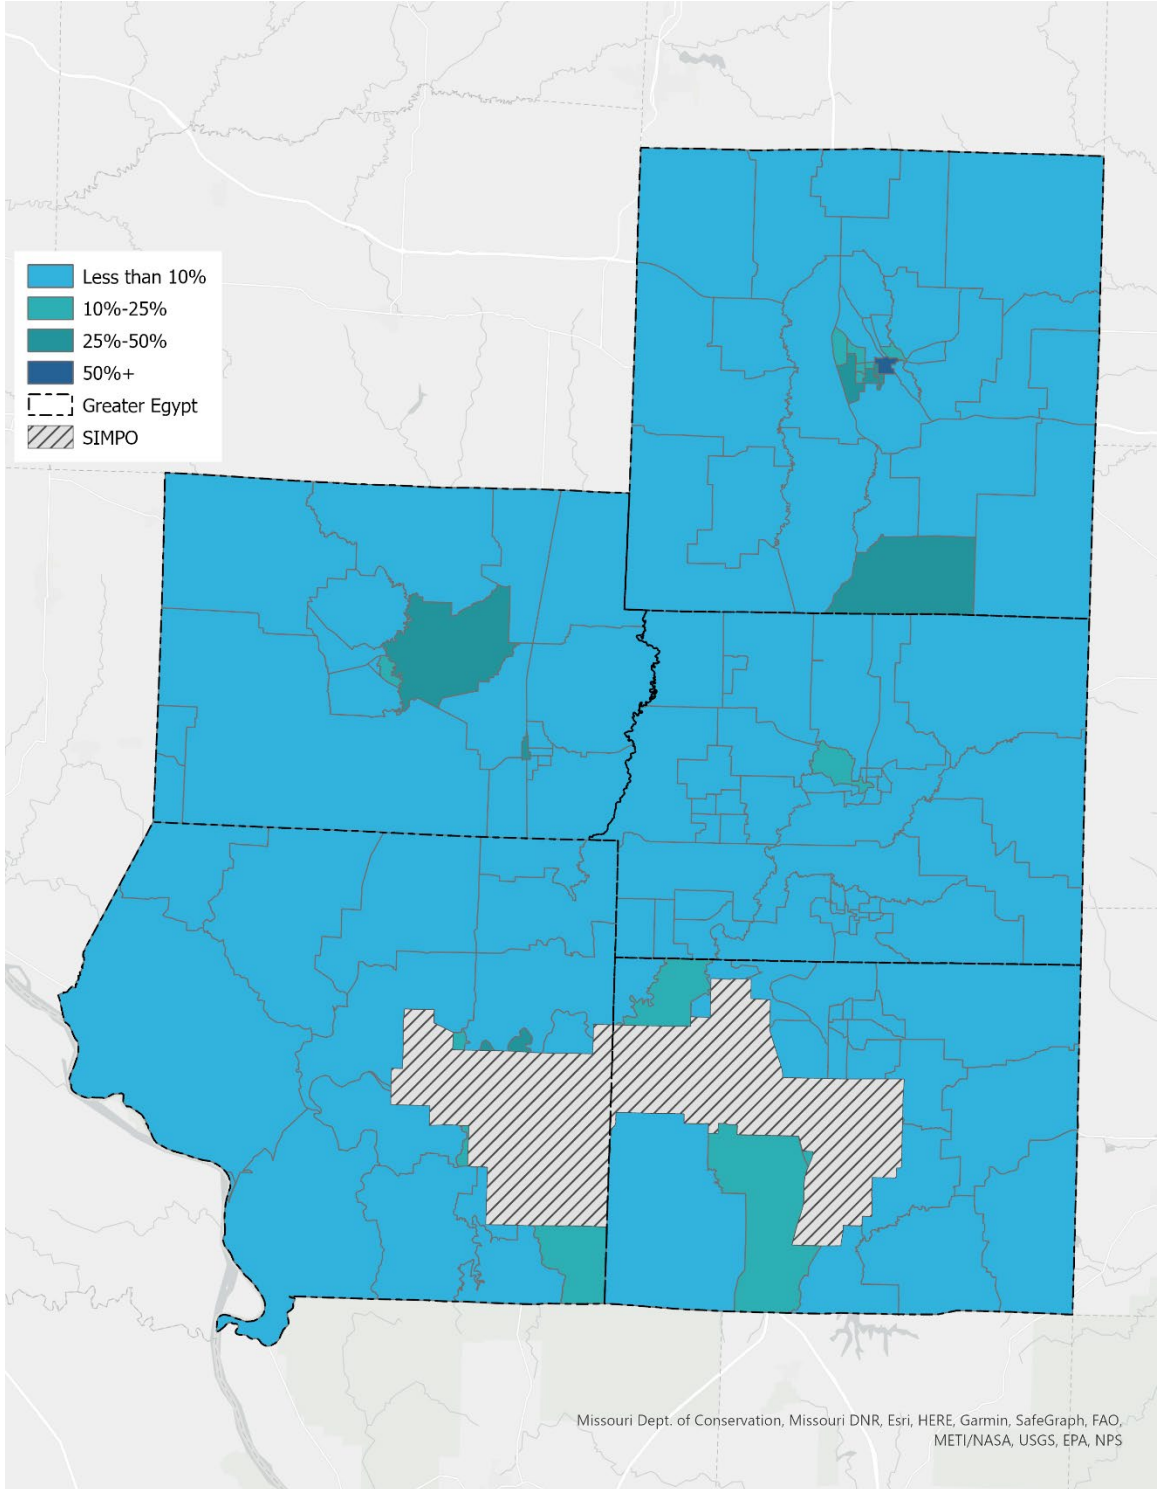 Less than 10%
10%-25%
25%-50%
50%+
Greater Egypt
SIMPO
Missouri Dept. of Conservation, Missouri DNR, Esri, HERE, Garmin, SafeGraph, FAO,
METI/NASA, USGS, EPA, NPS